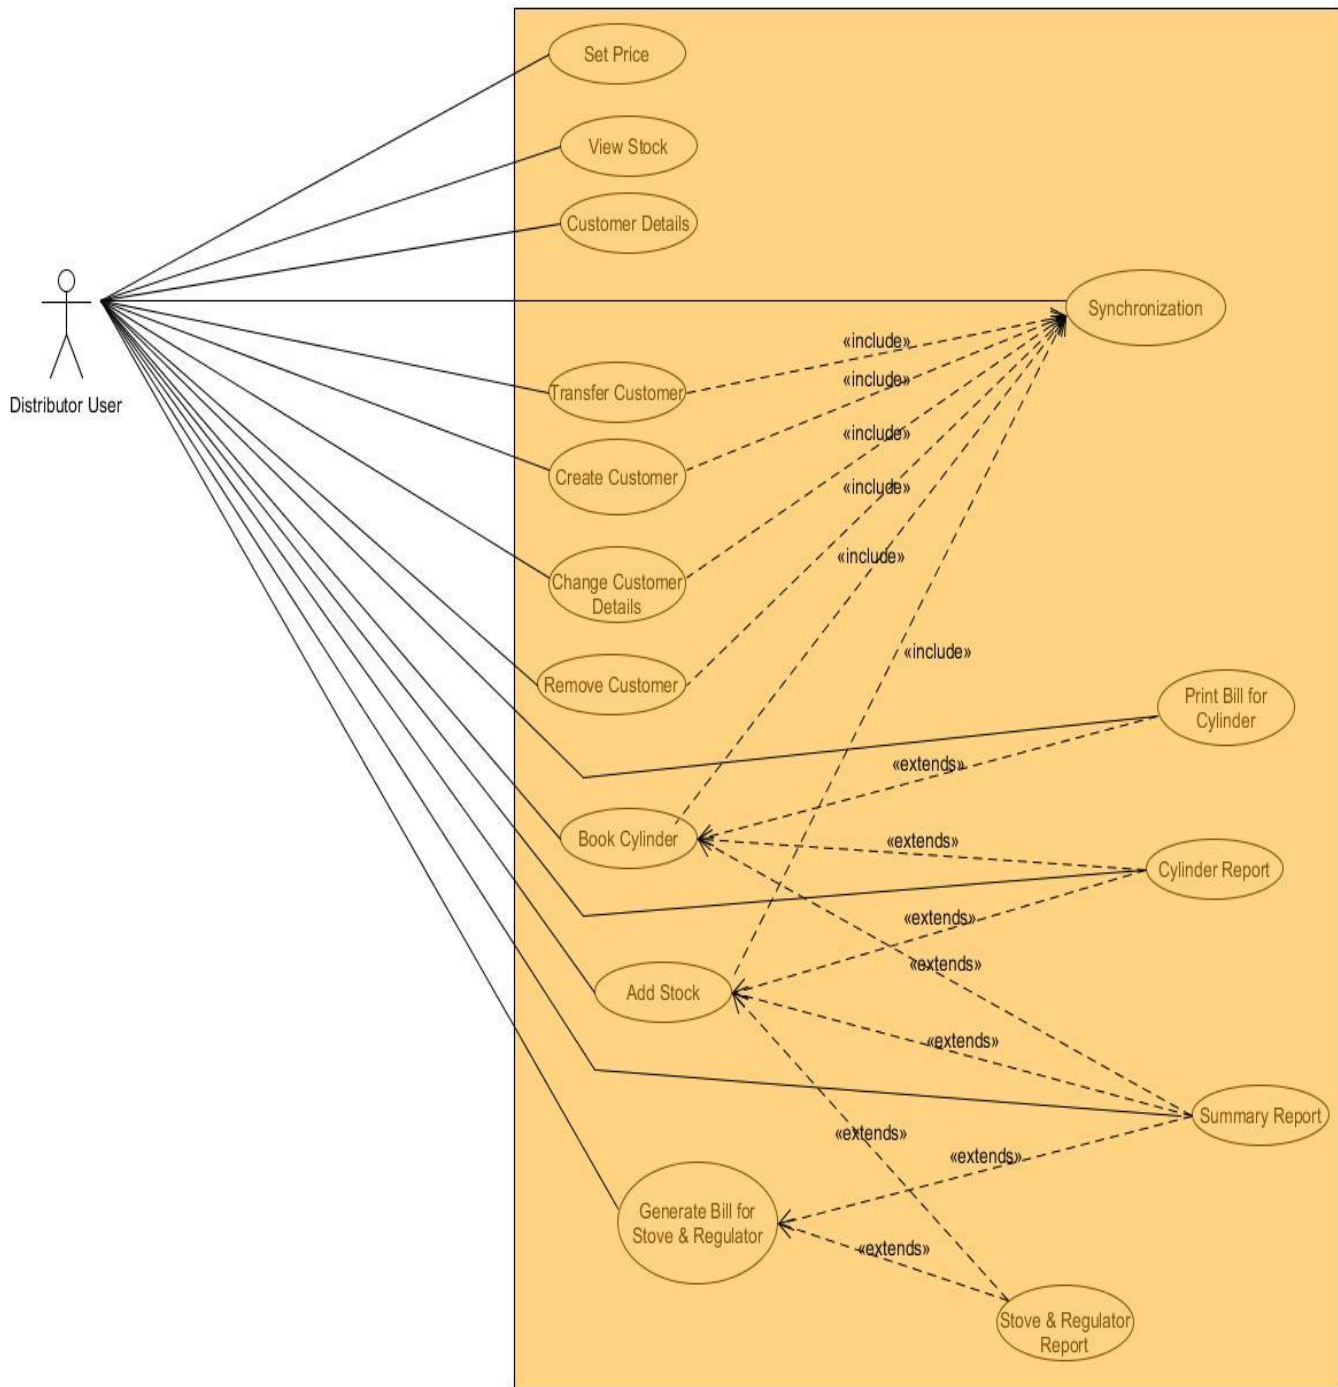 Set Price
View Stock
Customer Details
Synchronization
«include»
Distributor User
Transfer Customer
«include»
«include»
Create Customer
«include»
«include»
Change Customer
Details
«include»
Remove Customer
Print Bill for
Cylinder
«extends»
Book Cylinder
«extends»
Cylinder Report
«extends»
«extends»
Add Stock
«extends»
Summary Report
«extends»
«extends»
Generate Bill for
Stove & Regulator
«extends»
Stove & Regulator
Report